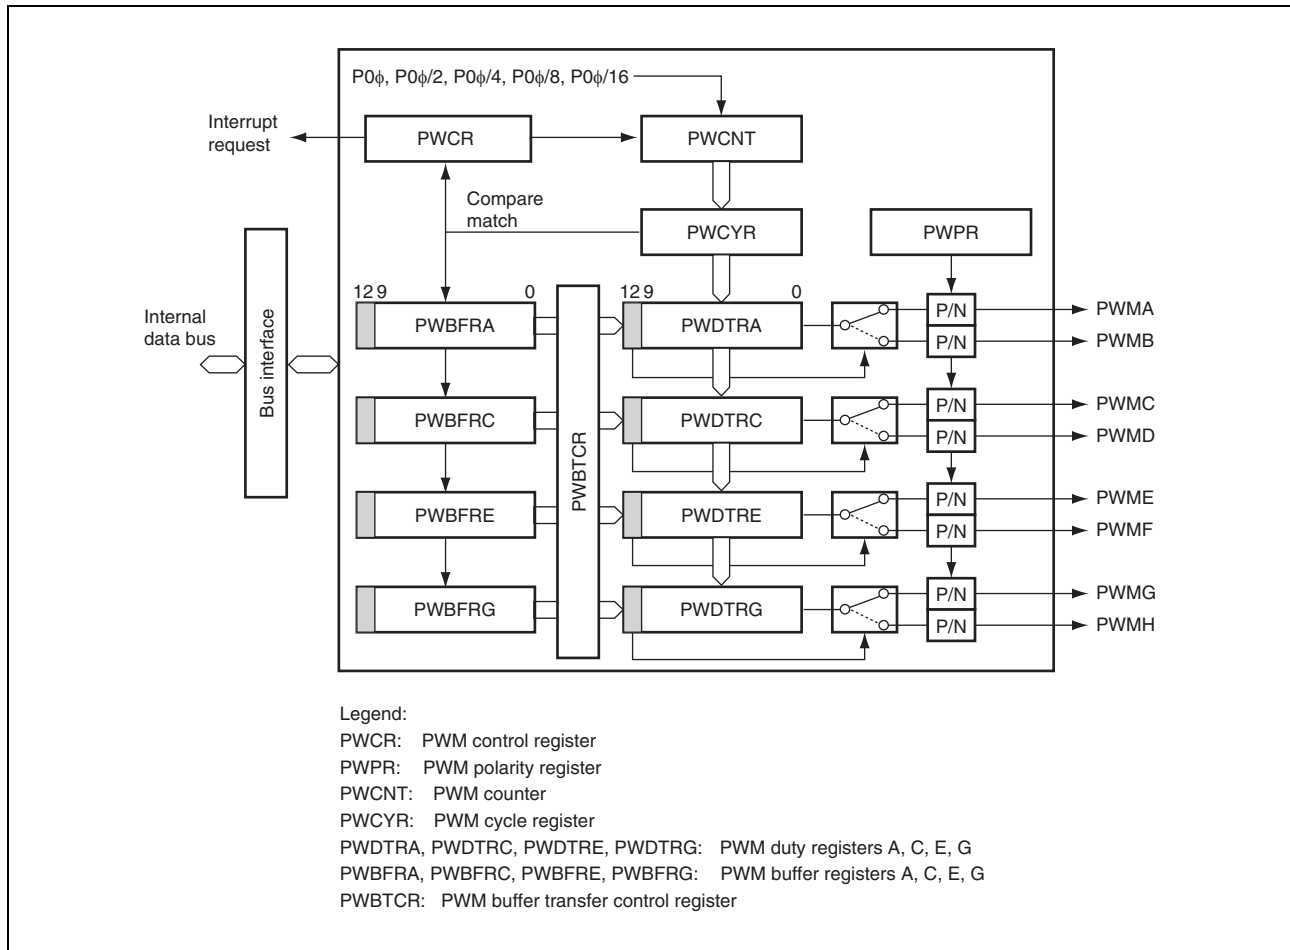 P0ϕ, P0ϕ/2, P0ϕ/4, P0ϕ/8, P0ϕ/16
Interrupt
request
PWCR
PWCNT
Compare
match
PWCYR
PWPR
Internal
data bus
Bus interface
12 9 0
PWBFRA
PWBFRC
PWBFRE
PWBFRG
PWBTCR
12 9 0
PWDTRA
PWDTRC
PWDTRE
PWDTRG
P/N
P/N
P/N
P/N
P/N
P/N
P/N
P/N
PWMA
PWMB
PWMC
PWMD
PWME
PWMF
PWMG
PWMH
Legend:
PWCR: PWM control register
PWPR: PWM polarity register
PWCNT: PWM counter
PWCYR: PWM cycle register
PWDTRA, PWDTRC, PWDTRE, PWDTRG: PWM duty registers A, C, E, G
PWBFRA, PWBFRC, PWBFRE, PWBFRG: PWM buffer registers A, C, E, G
PWBTCR: PWM buffer transfer control register